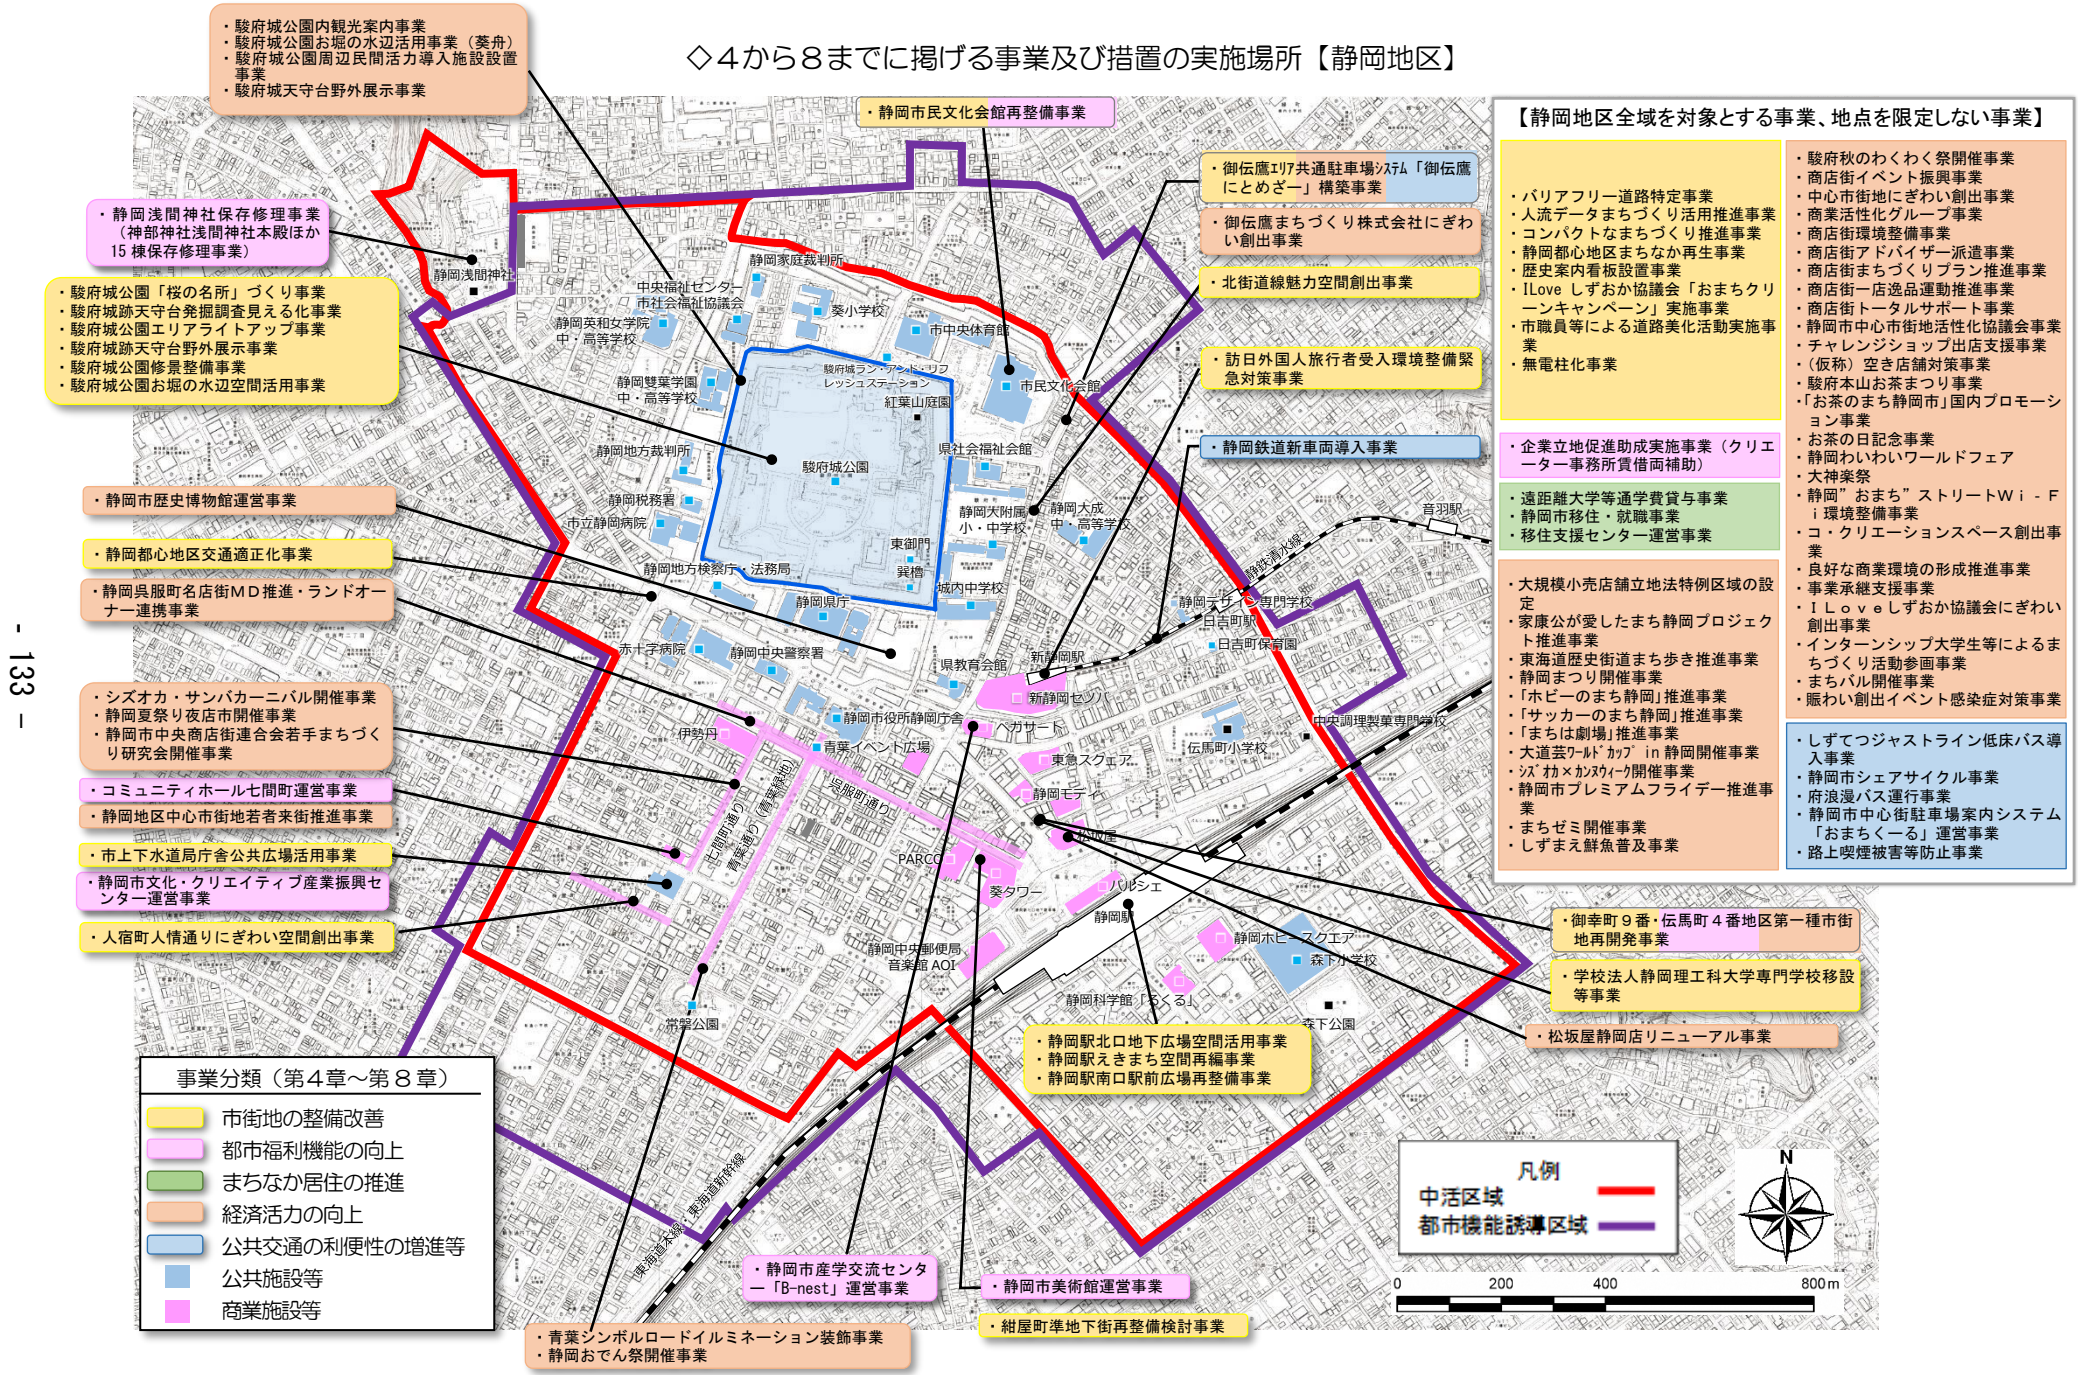 ◇４から８までに掲げる事業及び措置の実施場所【静岡地区】
・駿府城公園内観光案内事業
・駿府城公園お堀の水辺活用事業（葵舟）
・駿府城公園周辺民間活力導入施設設置
事業
・駿府城天守台野外展示事業
・静岡浅間神社保存修理事業
（神部神社浅間神社本殿ほか
15棟保存修理事業）
・駿府城公園「桜の名所」づくり事業
・駿府城跡天守台発掘調査見える化事業
・駿府城公園エリアライトアップ事業
・駿府城跡天守台野外展示事業
・駿府城公園修景整備事業
・駿府城公園お堀の水辺空間活用事業
・静岡市歴史博物館運営事業
・静岡都心地区交通適正化事業
・静岡呉服町名店街ＭＤ推進・ランドオー
ナー連携事業
・シズオカ・サンバカーニバル開催事業
・静岡夏祭り夜店市開催事業
・静岡市中央商店街連合会若手まちづく
り研究会開催事業
・コミュニティホール七間町運営事業
・静岡地区中心市街地若者来街推進事業
・市上下水道局庁舎公共広場活用事業
・静岡市文化・クリエイティブ産業振興セ
ンター運営事業
・人宿町人情通りにぎわい空間創出事業
・静岡市民文化会館再整備事業
・御伝鷹エリア共通駐車場システム「御伝鷹
にとめざー」構築事業
・御伝鷹まちづくり株式会社にぎわ
い創出事業
・北街道線魅力空間創出事業
・訪日外国人旅行者受入環境整備緊
急対策事業
・静岡鉄道新車両導入事業
静岡浅間神社
静岡家庭裁判所
中央福祉センター
市社会福祉協議会
葵小学校
静岡英和女学院
中・高等学校
市中央体育館
駿府城ラン・アンド・リフ
レッシュステーション
静岡雙葉学園
中・高等学校
市民文化会館
紅葉山庭園
静岡地方裁判所
県社会福祉会館
駿府城公園
静岡税務署
市立静岡病院
静岡大附属
小・中学校
静岡大成
中・高等学校
音羽駅
静鉄清水線
東御門
巽櫓
静岡地方検察庁・法務局
城内中学校
静岡県庁
静岡デザイン専門学校
日吉町駅
日吉町保育園
赤十字病院
静岡中央警察署
県教育会館
新静岡駅
新静岡セノバ
静岡市役所静岡庁舎
ペガサート
中央調理製菓専門学校
伊勢丹
青葉イベント広場
伝馬町小学校
東急スクエア
七間町通り
青葉通り（青葉緑地）
呉服町通り
静岡モディ
松坂屋
PARCO
葵タワー
パルシェ
静岡駅
静岡中央郵便局
音楽館 AOI
静岡ホビースクエア
森下小学校
静岡科学館「る・く・る」
常磐公園
森下公園
東海道本線・東海道新幹線
【静岡地区全域を対象とする事業、地点を限定しない事業】
・バリアフリー道路特定事業
・人流データまちづくり活用推進事業
・コンパクトなまちづくり推進事業
・静岡都心地区まちなか再生事業
・歴史案内看板設置事業
・ILove しずおか協議会「おまちクリ
ーンキャンペーン」実施事業
・市職員等による道路美化活動実施事
業
・無電柱化事業
・企業立地促進助成実施事業（クリエ
ーター事務所賃借両補助）
・遠距離大学等通学費貸与事業
・静岡市移住・就職事業
・移住支援センター運営事業
・大規模小売店舗立地法特例区域の設
定
・家康公が愛したまち静岡プロジェク
ト推進事業
・東海道歴史街道まち歩き推進事業
・静岡まつり開催事業
・「ホビーのまち静岡」推進事業
・「サッカーのまち静岡」推進事業
・「まちは劇場」推進事業
・大道芸ワールドカップ in 静岡開催事業
・シズオカ×カンヌウィーク開催事業
・静岡市プレミアムフライデー推進事
業
・まちゼミ開催事業
・しずまえ鮮魚普及事業
・駿府秋のわくわく祭開催事業
・商店街イベント振興事業
・中心市街地にぎわい創出事業
・商業活性化グループ事業
・商店街環境整備事業
・商店街アドバイザー派遣事業
・商店街まちづくりプラン推進事業
・商店街一店逸品運動推進事業
・商店街トータルサポート事業
・静岡市中心市街地活性化協議会事業
・チャレンジショップ出店支援事業
・（仮称）空き店舗対策事業
・駿府本山お茶まつり事業
・「お茶のまち静岡市」国内プロモーシ
ョン事業
・お茶の日記念事業
・静岡わいわいワールドフェア
・大神楽祭
・静岡”おまち”ストリートＷｉ‐Ｆ
ｉ環境整備事業
・コ・クリエーションスペース創出事
業
・良好な商業環境の形成推進事業
・事業承継支援事業
・ＩＬｏｖｅしずおか協議会にぎわい
創出事業
・インターンシップ大学生等によるま
ちづくり活動参画事業
・まちバル開催事業
・賑わい創出イベント感染症対策事業
・しずてつジャストライン低床バス導
入事業
・静岡市シェアサイクル事業
・府浪漫バス運行事業
・静岡市中心街駐車場案内システム
「おまちくーる」運営事業
・路上喫煙被害等防止事業
・御幸町９番・伝馬町４番地区第一種市街
地再開発事業
・学校法人静岡理工科大学専門学校移設
等事業
・松坂屋静岡店リニューアル事業
・静岡駅北口地下広場空間活用事業
・静岡駅えきまち空間再編事業
・静岡駅南口駅前広場再整備事業
・静岡市産学交流センタ
ー「B-nest」運営事業
・静岡市美術館運営事業
・紺屋町準地下街再整備検討事業
・青葉シンボルロードイルミネーション装飾事業
・静岡おでん祭開催事業
事業分類（第４章～第８章）
市街地の整備改善
都市福利機能の向上
まちなか居住の推進
経済活力の向上
公共交通の利便性の増進等
公共施設等
商業施設等
凡例
中活区域
都市機能誘導区域
N
0 200 400 800m
- 133 -